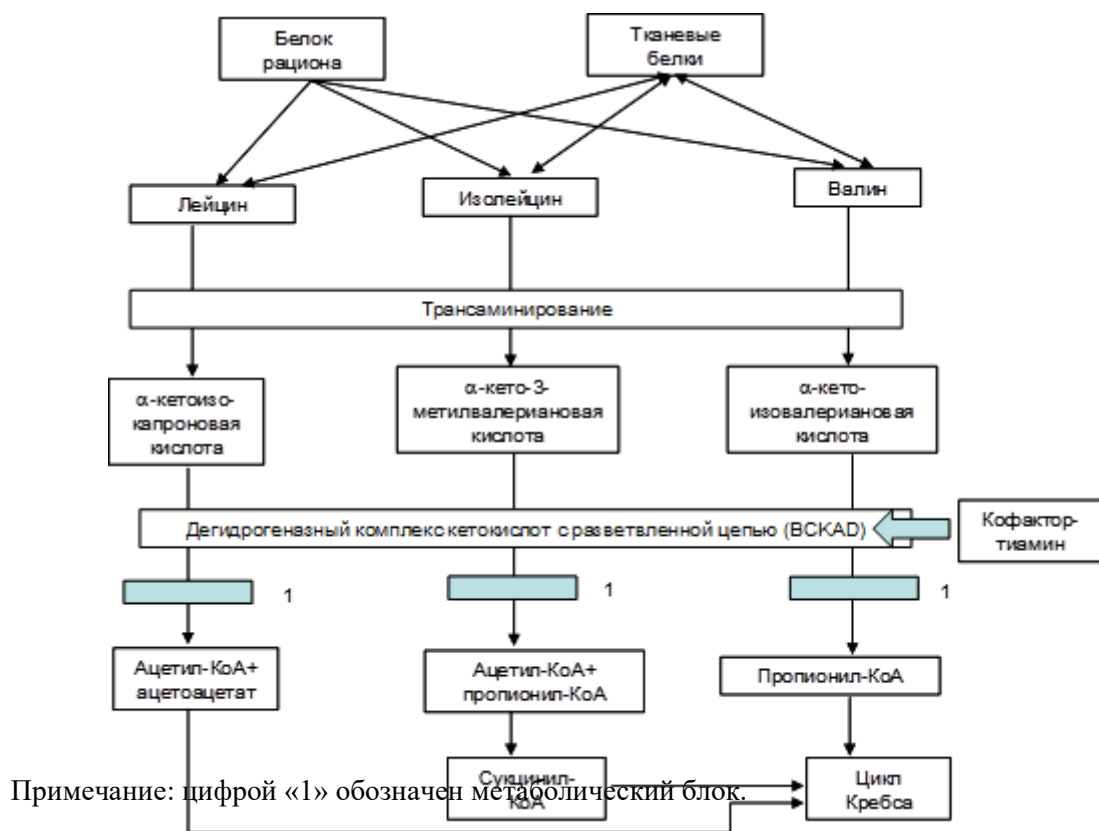 Белок
рациона
Тканевые
белки
Лейцин
Изолейцин
Валин
Трансаминирование
α-кетоизо-
капроновая
кислота
α-кето-3-
метилвалериановая
кислота
α-кето-
изовалериановая
кислота
Дегидрогеназный комплекс кетокислот с разветвленной цепью (BCKAD)
Кофактор-
тиамин
1
1
1
Ацетил-КоА+
ацетоацетат
Ацетил-КоА+
пропионил-КоА
Пропионил-КоА
Сукцинил-
КоА
Цикл
Кребса
Примечание: цифрой «1» обозначен метаболический блок.